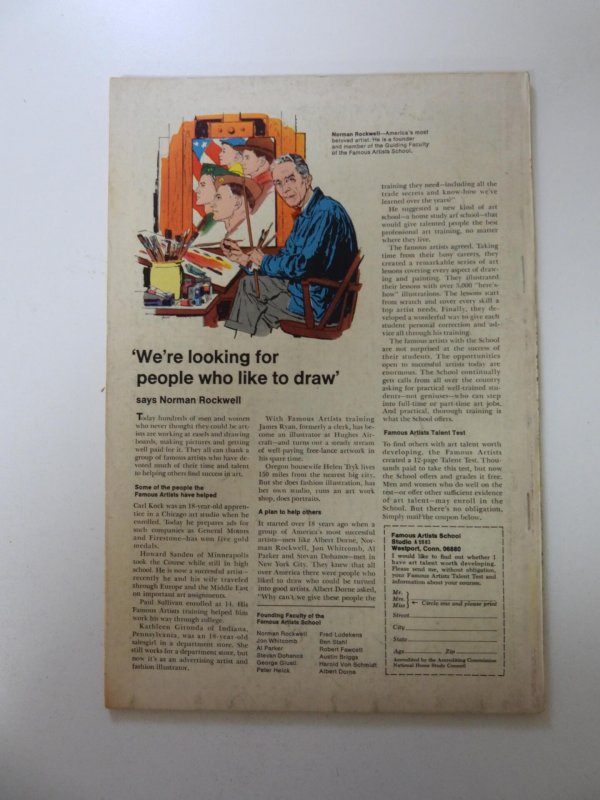 Norman Rockwell—America's most
beloved artist. He is a founder
and member of the Guiding Faculty
of the Famous Artists School.
'We're looking for
people who like to draw'
says Norman Rockwell
Today hundreds of men and women
who never thought they could be art-
ists are working at easels and drawing
boards, making pictures, and getting
well paid for it. They all can thank a
group of famous artists who have de-
voted much of their time and talent
to helping others find success in art.
Some of the people the
Famous Artists have helped
Carl Kock was an 18-year-old appren-
tice in a Chicago art studio when he
enrolled. Today he prepares ads for
such companies as General Motors
and Firestone—has won five gold
medals.
Howard Sanden of Minneapolis
took the Course while still in high
school. He is now a successful artist—
recently he and his wife traveled
through Europe and the Middle East
on important art assignments.
Paul Sullivan enrolled at 14. His
Famous Artists training helped him
work his way through college.
Kathleen Gironda of Indiana,
Pennsylvania, was an 18-year-old
salesgirl in a department store. She
still works for a department store, but
now it's as an advertising artist and
fashion illustrator.
With Famous Artists training
James Ryan, formerly a clerk, has be-
come an illustrator at Hughes Air-
craft—and turns out a steady stream
of well-paying free-lance artwork in
his spare time.
Oregon housewife Helen Teyk lives
150 miles from the nearest big city.
But she does fashion illustration, has
her own studio, runs an art work
shop, does portraits.
A plan to help others
It started over 18 years ago when a
group of America's most successful
artists—men like Albert Dorne, Nor-
man Rockwell, Jon Whitcomb, Al
Parker and Stevan Dohanos—met in
New York City. They knew that all
over America there were people who
liked to draw who could be turned
into good artists. Albert Dorne asked,
"Why can't we give these people the
Founding Faculty of the
Famous Artists School
Norman Rockwell
Jon Whitcomb
Al Parker
Stevan Dohanos
George Giusti
Peter Helck
Fred Ludekens
Ben Stahl
Robert Fawcett
Austin Briggs
Harold Von Schmidt
Albert Dorne
training they need—including all the
trade secrets and know-how we've
learned over the years?"
He suggested a new kind of art
school—a home study art school—that
would give talented people the best
professional art training, no matter
where they live.
The famous artists agreed. Taking
time from their busy careers, they
created a remarkable series of art
lessons covering every aspect of draw-
ing and painting. They illustrated
their lessons with over 5,000 "here's-
how" illustrations. The lessons start
from scratch and cover every skill a
top artist needs. Finally, they de-
veloped a wonderful way to give each
student personal correction and ad-
vice all through his training.
The famous artists with the School
are not surprised at the success of
their students. The opportunities
open to successful artists today are
enormous. The School continually
gets calls from all over the country
asking for practical well-trained stu-
dents—not geniuses—who can step
into full-time or part-time art jobs.
And practical, thorough training is
what the School offers.
Famous Artists Talent Test
To find others with art talent worth
developing, the Famous Artists
created a 12-page Talent Test. Thou-
sands paid to take this test, but now
the School offers and grades it free.
Men and women who do well on the
test—or offer other sufficient evidence
of art talent—may enroll in the
School. But there's no obligation.
Simply mail the coupon below.
Famous Artists School
Studio
Westport, Conn. 06880
I would like to find out whether I
have art talent worth developing.
Please send me, without obligation,
your Famous Artists Talent Test and
information about your courses.
Mr.
Mrs.
Miss
Circle one and please print
Street
City
State
Age
Accredited by the Accrediting Commission
National Home Study Council